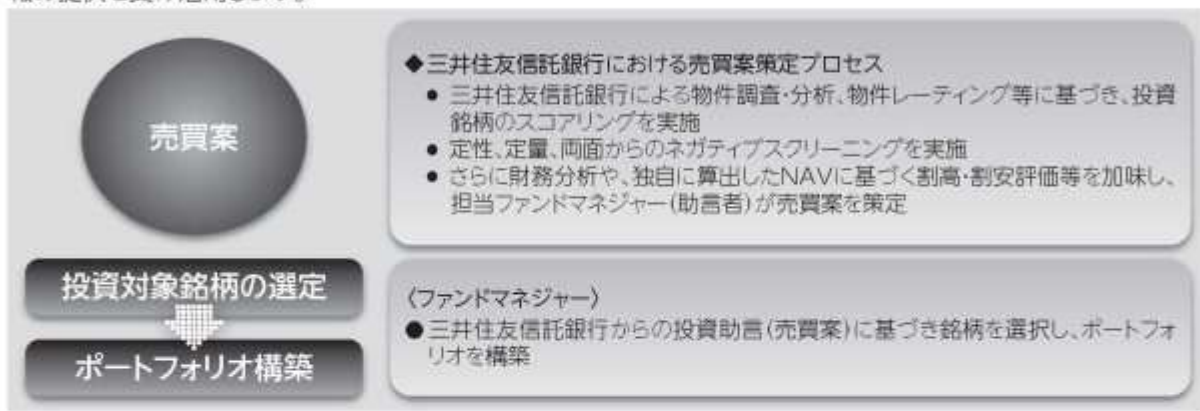 売買案
◆三井住友信託銀行における売買案策定プロセス
● 三井住友信託銀行による物件調査・分析、物件レーティング等に基づき、投資
銘柄のスコアリングを実施
● 定性、定量、両面からのネガティブスクリーニングを実施
● さらに財務分析や、独自に算出したNAVに基づく割高・割安評価等を加味し、
担当ファンドマネジャー(助言者)が売買案を策定
投資対象銘柄の選定
ポートフォリオ構築
〈ファンドマネジャー〉
●三井住友信託銀行からの投資助言(売買案)に基づき銘柄を選択し、ポートフォ
リオを構築